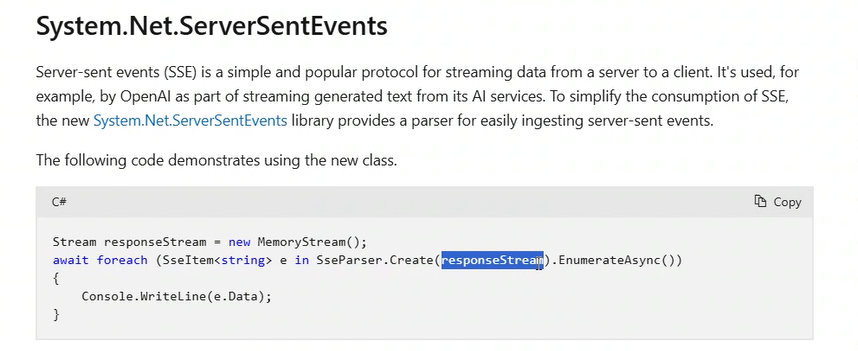 System.Net.ServerSentEvents
Server-sent events (SSE) is a simple and popular protocol for streaming data from a server to a client. It's used, for
example, by OpenAI as part of streaming generated text from its AI services. To simplify the consumption of SSE,
the new System.Net.ServerSentEvents library provides a parser for easily ingesting server-sent events.
The following code demonstrates using the new class.
C# Copy
Stream responseStream = new MemoryStream();
await foreach (SseItem<string> e in SseParser.Create(responseStream).EnumerateAsync())
{
    Console.WriteLine(e.Data);
}